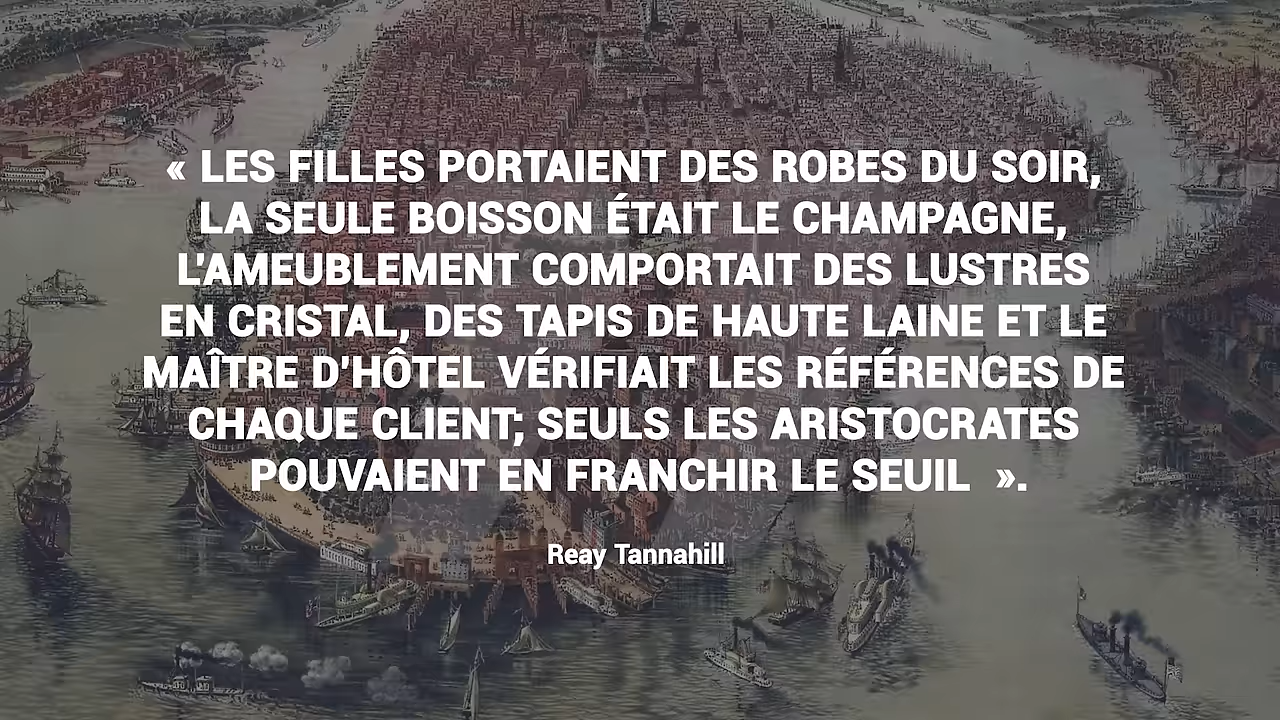 « LES FILLES PORTAIENT DES ROBES DU SOIR,
LA SEULE BOISSON ÉTAIT LE CHAMPAGNE,
L'AMEUBLEMENT COMPORTAIT DES LUSTRES
EN CRISTAL, DES TAPIS DE HAUTE LAINE ET LE
MAÎTRE D'HÔTEL VÉRIFIAIT LES RÉFÉRENCES DE
CHAQUE CLIENT; SEULS LES ARISTOCRATES
POUVAIENT EN FRANCHIR LE SEUIL  ».
Reay Tannahill